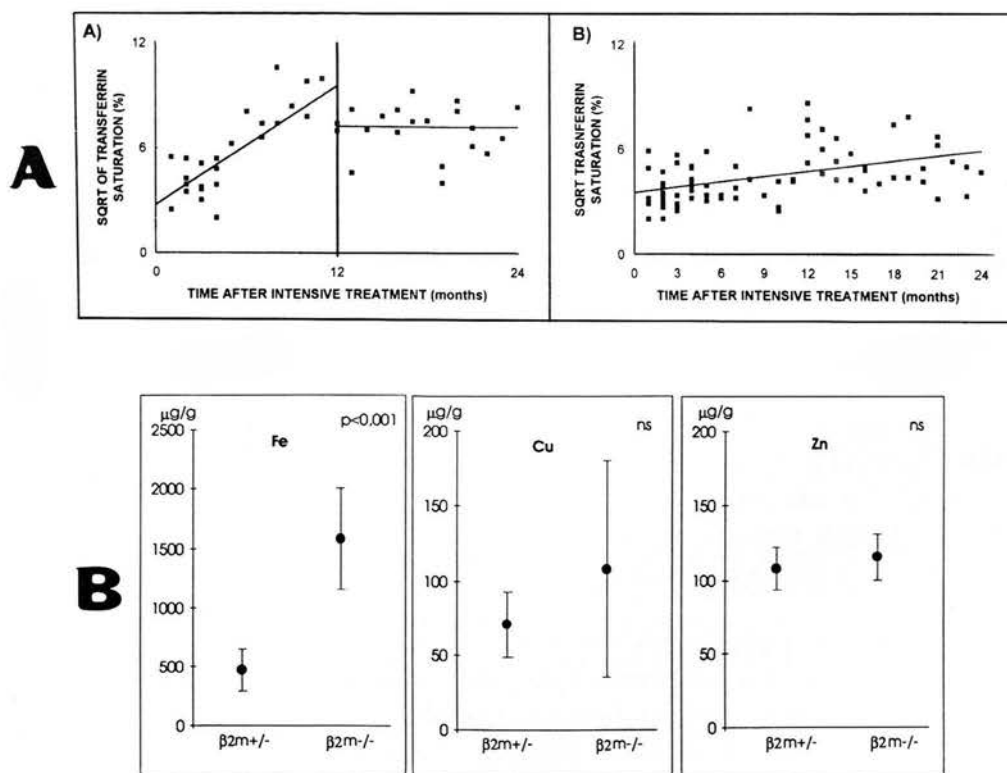 A
A)
SQRT OF TRANSFERRIN
SATURATION (%)
12
6
0
0
12
24
TIME AFTER INTENSIVE TREATMENT (months)
B)
SQRT TRASNFERRIN
SATURATION (%)
12
6
0
0 3 6 9 12 15 18 21 24
TIME AFTER INTENSIVE TREATMENT (months)
B
µg/g
p<0,001
Fe
2500
2000
1500
1000
500
0
β2m+/- β2m-/-
µg/g
ns
Cu
200
150
100
50
0
β2m+/- β2m-/-
µg/g
ns
Zn
200
150
100
50
0
β2m+/- β2m-/-